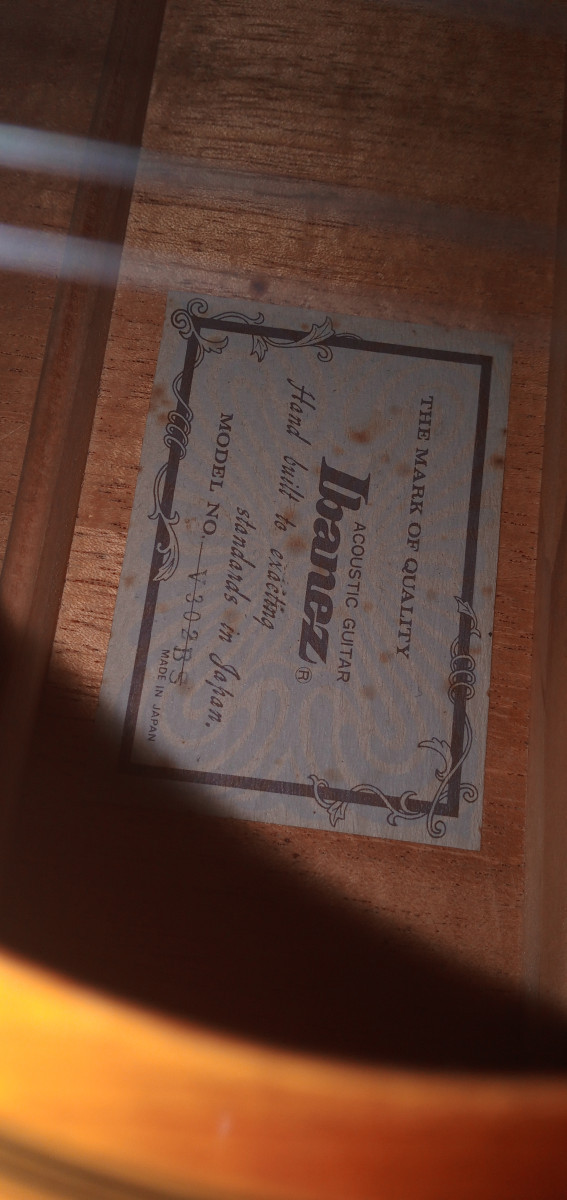 THE MARK OF QUALITY
ACOUSTIC GUITAR
Ibanez®
Hand built to exacting
standards in Japan.
MODEL NO. V302BS
MADE IN JAPAN